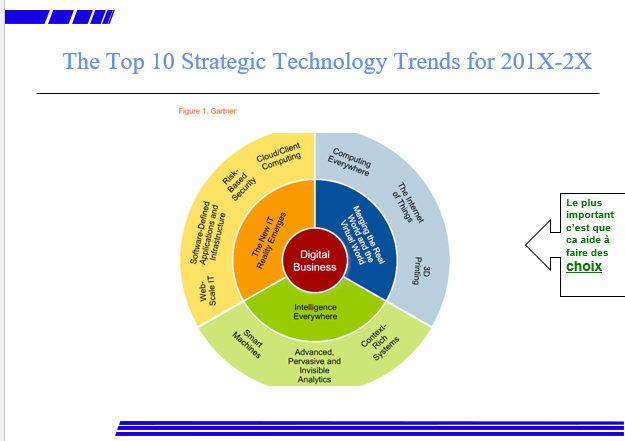 The Top 10 Strategic Technology Trends for 201X-2X
Figure 1. Gartner
Cloud/Client
Computing
Risk-
Based
Security
Software-Defined
Applications and
Infrastructure
Web-
Scale IT
Computing
Everywhere
The Internet
of Things
3D
Printing
The New IT
Reality Emerges
Merging the Real
World and the
Virtual World
Digital
Business
Intelligence
Everywhere
Smart
Machines
Advanced,
Pervasive and
Invisible
Analytics
Context-
Rich
Systems
Le plus
important
c'est que
ca aide à
faire des
choix